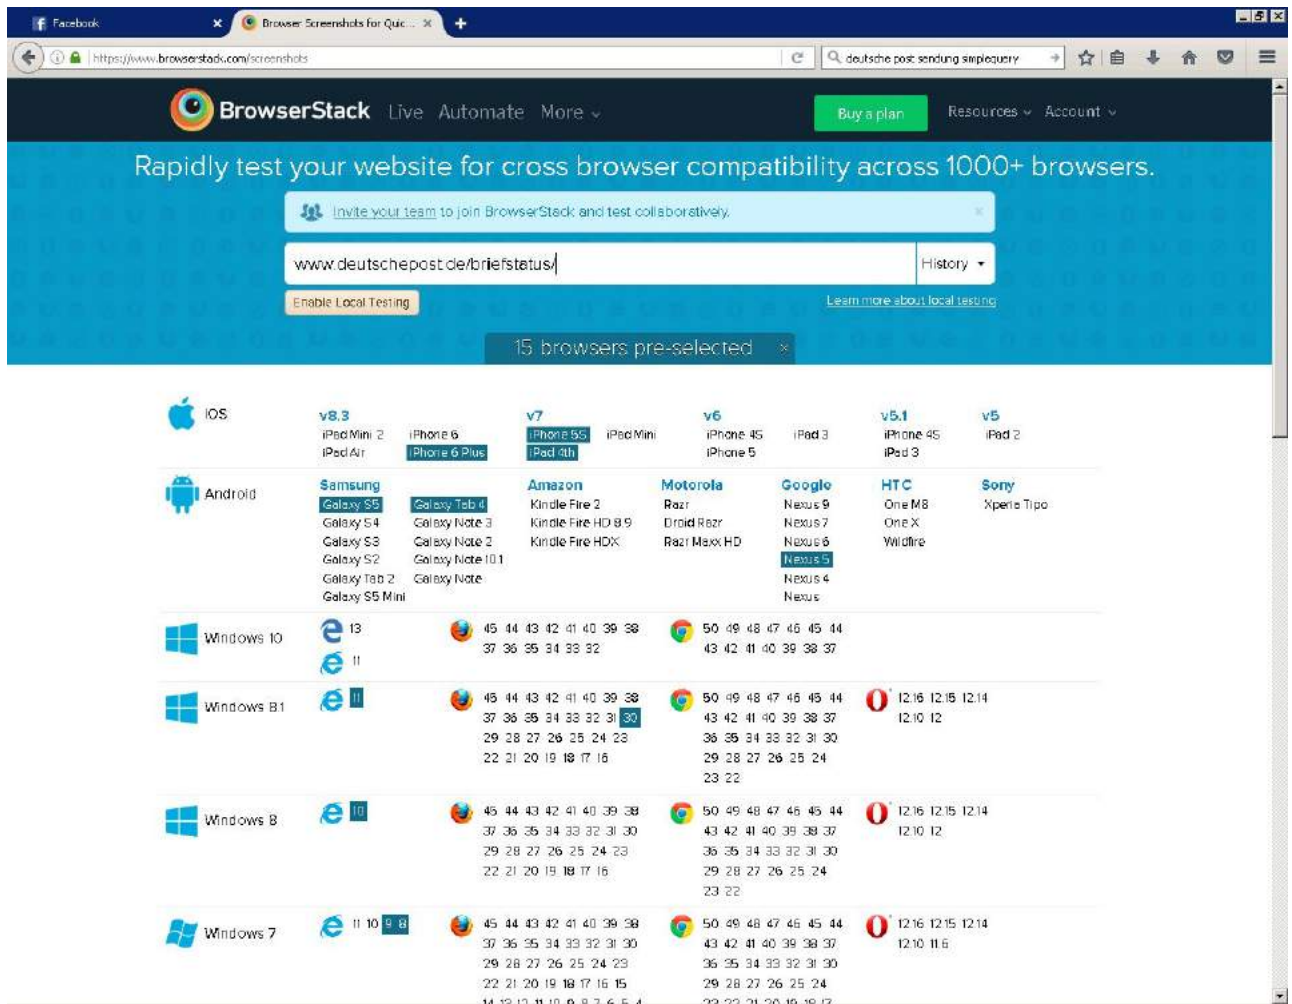 Facebook
Browser Screenshots for Quic...
https://www.browserstack.com/screenshots
deutsche post sendung simplequery
BrowserStack Live Automate More
Buy a plan
Resources
Account
Rapidly test your website for cross browser compatibility across 1000+ browsers.
Invite your team to join BrowserStack and test collaboratively.
www.deutschepost.de/briefstatus/
History
Enable Local Testing
Learn more about local testing
15 browsers pre-selected
iOS
v8.3 v7 v6 v5.1 v5
iPad Mini 2 iPhone 6 iPhone 5S iPad Mini iPhone 4S iPad 3 iPhone 4S iPad 2
iPad Air iPhone 6 Plus iPad 4th iPhone 5 iPad 3
Android
Samsung Amazon Motorola Google HTC Sony
Galaxy S5 Galaxy Tab 4 Kindle Fire 2 Razr Nexus 9 One M8 Xperia Tipo
Galaxy S4 Galaxy Note 3 Kindle Fire HD 8.9 Droid Razr Nexus 7 One X
Galaxy S3 Galaxy Note 2 Kindle Fire HDX Razr Maxx HD Nexus 6 Wildfire
Galaxy S2 Galaxy Note 10.1 Nexus 5
Galaxy Tab 2 Galaxy Note Nexus 4
Galaxy S5 Mini Nexus
Windows 10
13 45 44 43 42 41 40 39 38 50 49 48 47 46 45 44
37 36 35 34 33 32 43 42 41 40 39 38 37
11
Windows 8.1
11 45 44 43 42 41 40 39 38 50 49 48 47 46 45 44 12.16 12.15 12.14
37 36 35 34 33 32 31 30 43 42 41 40 39 38 37 12.10 12
29 28 27 26 25 24 23 36 35 34 33 32 31 30
22 21 20 19 18 17 16 29 28 27 26 25 24
23 22
Windows 8
10 45 44 43 42 41 40 39 38 50 49 48 47 46 45 44 12.16 12.15 12.14
37 36 35 34 33 32 31 30 43 42 41 40 39 38 37 12.10 12
29 28 27 26 25 24 23 36 35 34 33 32 31 30
22 21 20 19 18 17 16 29 28 27 26 25 24
23 22
Windows 7
11 10 9 8 45 44 43 42 41 40 39 38 50 49 48 47 46 45 44 12.16 12.15 12.14
37 36 35 34 33 32 31 30 43 42 41 40 39 38 37 12.10 11.6
29 28 27 26 25 24 23 36 35 34 33 32 31 30
22 21 20 19 18 17 16 15 29 28 27 26 25 24
14 13 12 11 10 9 8 7 6 5 4 23 22 21 20 19 18 17